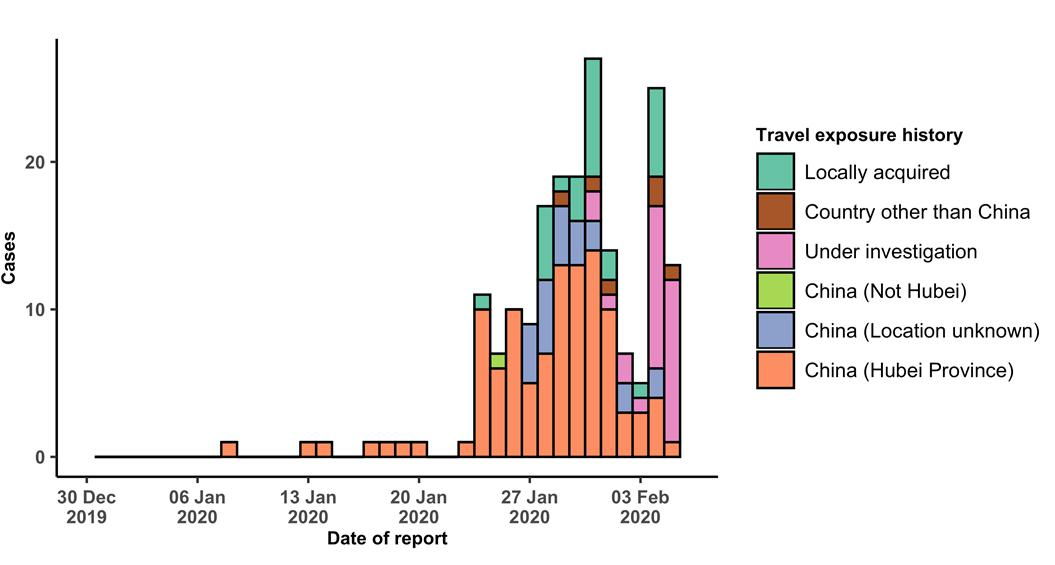 Travel exposure history
Locally acquired
Country other than China
Under investigation
China (Not Hubei)
China (Location unknown)
China (Hubei Province)
Cases
20
10
0
30 Dec 06 Jan 13 Jan 20 Jan 27 Jan 03 Feb
2019 2020 2020 2020 2020 2020
Date of report